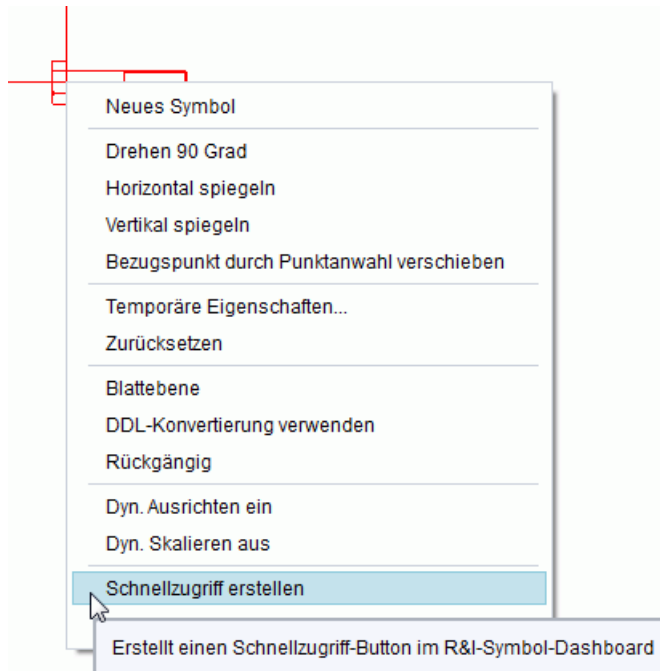 Neues Symbol
Drehen 90 Grad
Horizontal spiegeln
Vertikal spiegeln
Bezugspunkt durch Punktanwahl verschieben
Temporäre Eigenschaften...
Zurücksetzen
Blattebene
DDL-Konvertierung verwenden
Rückgängig
Dyn. Ausrichten ein
Dyn. Skalieren aus
Schnellzugriff erstellen
Erstellt einen Schnellzugriff-Button im R&I-Symbol-Dashboard